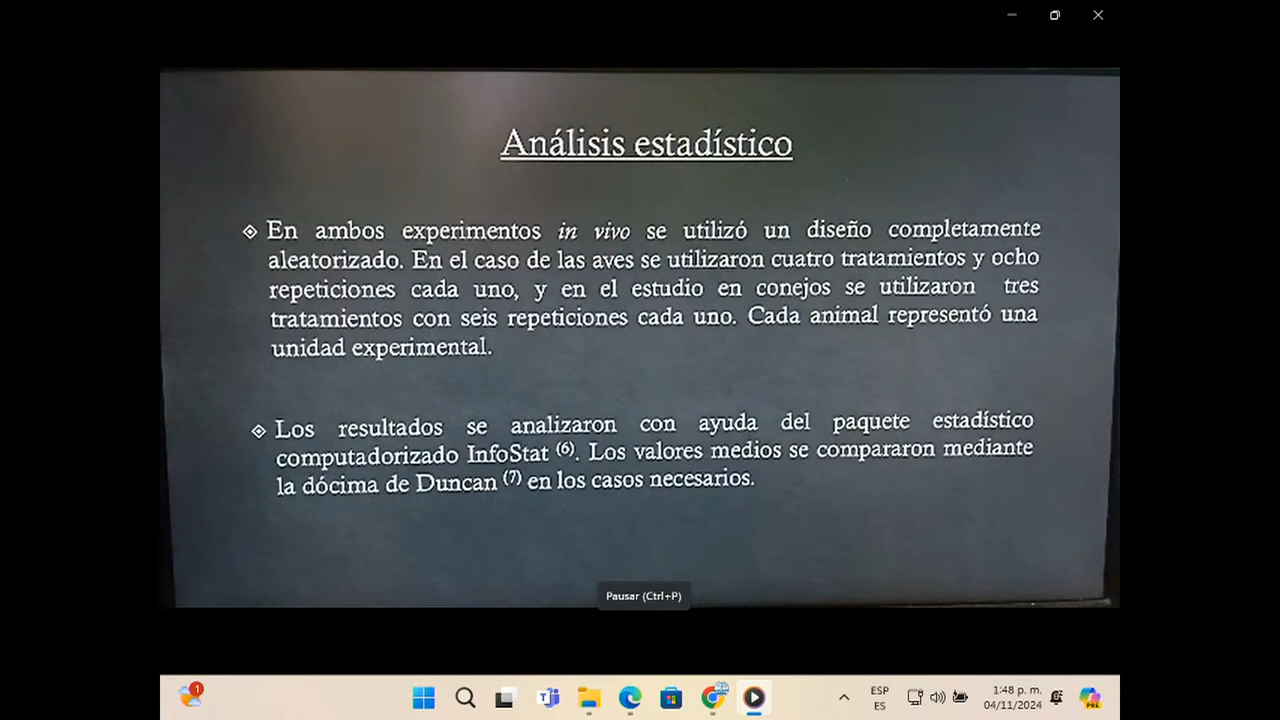 Análisis estadístico
En ambos experimentos in vivo se utilizó un diseño completamente
aleatorizado. En el caso de las aves se utilizaron cuatro tratamientos y ocho
repeticiones cada uno, y en el estudio en conejos se utilizaron tres
tratamientos con seis repeticiones cada uno. Cada animal representó una
unidad experimental.
Los resultados se analizaron con ayuda del paquete estadístico
computadorizado InfoStat (6). Los valores medios se compararon mediante
la dócima de Duncan (7) en los casos necesarios.
Pausar (Ctrl+P)
1
ESP
ES
1:48 p. m.
04/11/2024
PRE